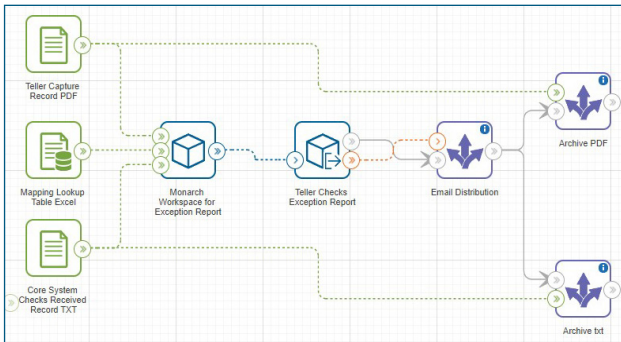 Teller Capture
Record PDF
Archive PDF
Mapping Lookup
Table Excel
Monarch
Workspace for
Exception Report
Teller Checks
Exception Report
Email Distribution
Core System
Checks Received
Record TXT
Archive txt